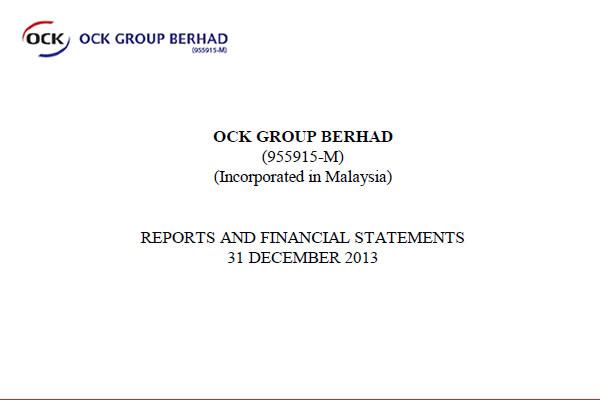 OCK OCK GROUP BERHAD
(955915-M)
OCK GROUP BERHAD
(955915-M)
(Incorporated in Malaysia)
REPORTS AND FINANCIAL STATEMENTS
31 DECEMBER 2013